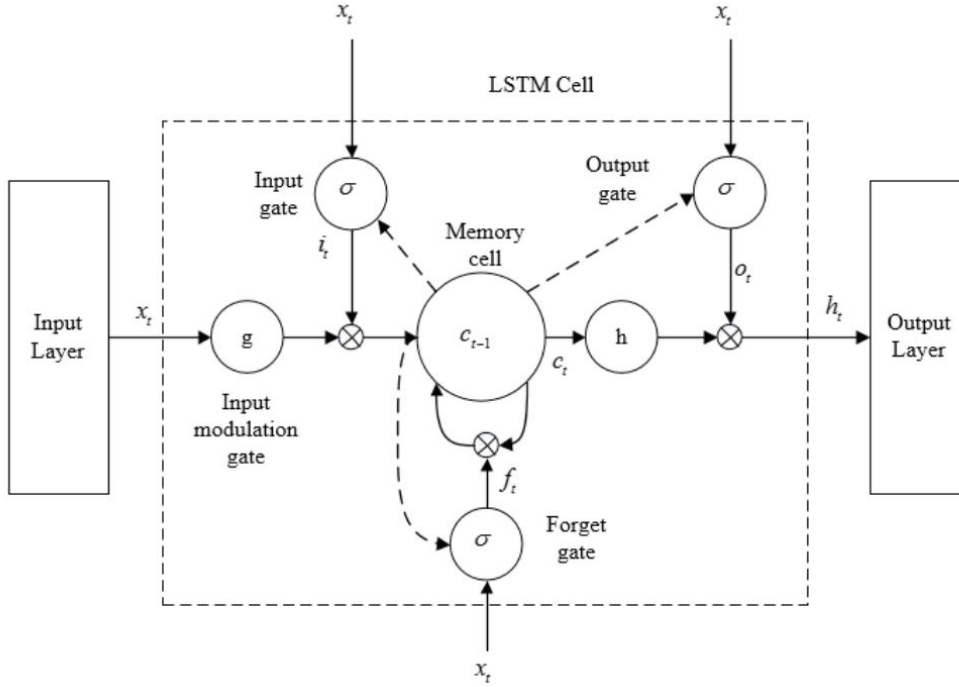 x_t
x_t
LSTM Cell
Input
gate
σ
Output
gate
σ
i_t
Memory
cell
o_t
Input
Layer
x_t
g
c_{t-1}
c_t
h
h_t
Output
Layer
Input
modulation
gate
f_t
σ
Forget
gate
x_t